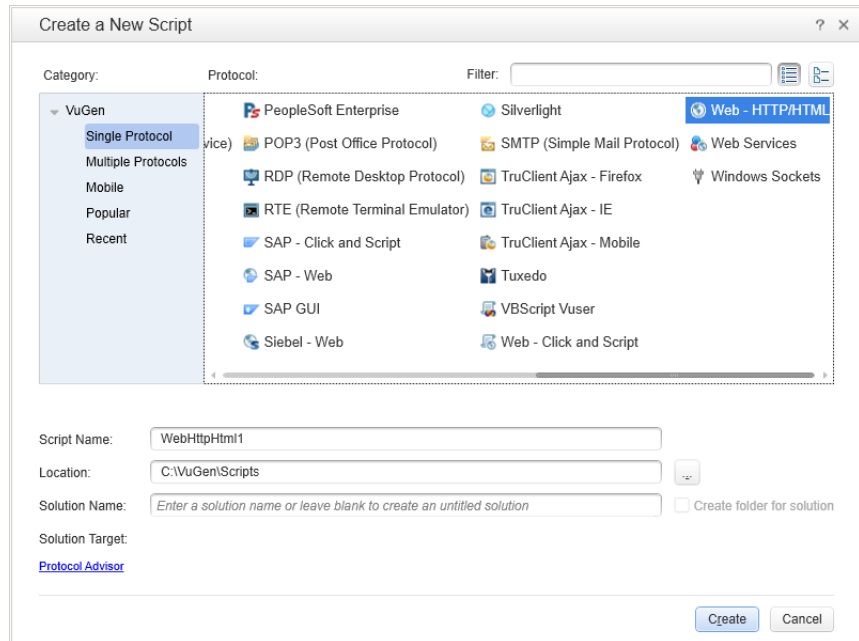 Create a New Script
? ×
Category: Protocol: Filter:
VuGen
Single Protocol
Multiple Protocols
Mobile
Popular
Recent
vice)
PeopleSoft Enterprise
POP3 (Post Office Protocol)
RDP (Remote Desktop Protocol)
RTE (Remote Terminal Emulator)
SAP - Click and Script
SAP - Web
SAP GUI
Siebel - Web
Silverlight
SMTP (Simple Mail Protocol)
TruClient Ajax - Firefox
TruClient Ajax - IE
TruClient Ajax - Mobile
Tuxedo
VBScript Vuser
Web - Click and Script
Web - HTTP/HTML
Web Services
Windows Sockets
Script Name: WebHttpHtml1
Location: C:\VuGen\Scripts ...
Solution Name: Enter a solution name or leave blank to create an untitled solution Create folder for solution
Solution Target:
Protocol Advisor
Create Cancel